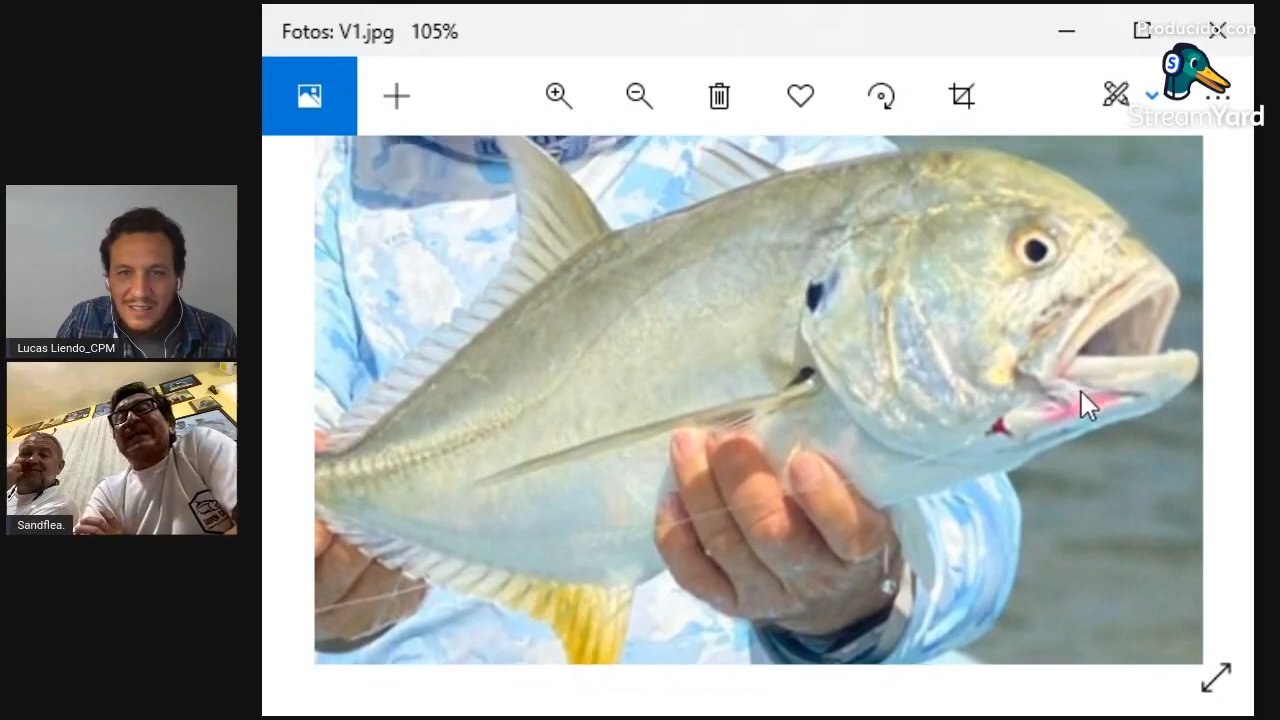 Fotos: V1.jpg 105%
Producido con
S
StreamYard
Lucas Liendo_CPM
Sandflea.